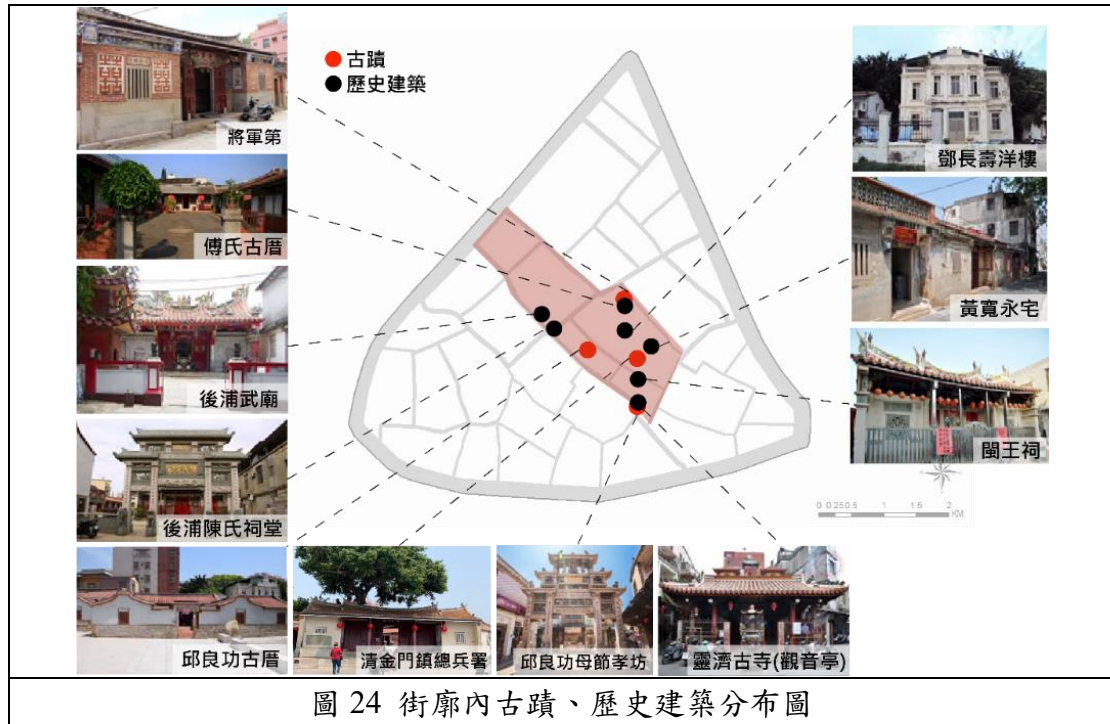 古蹟
歷史建築
將軍第
傅氏古厝
後浦武廟
後浦陳氏祠堂
邱良功古厝
清金門鎮總兵署
邱良功母節孝坊
靈濟古寺(觀音亭)
鄧長壽洋樓
黃寬永宅
閩王祠
0 0.250.5 1 1.5 2
KM
圖 24 街廓內古蹟、歷史建築分布圖